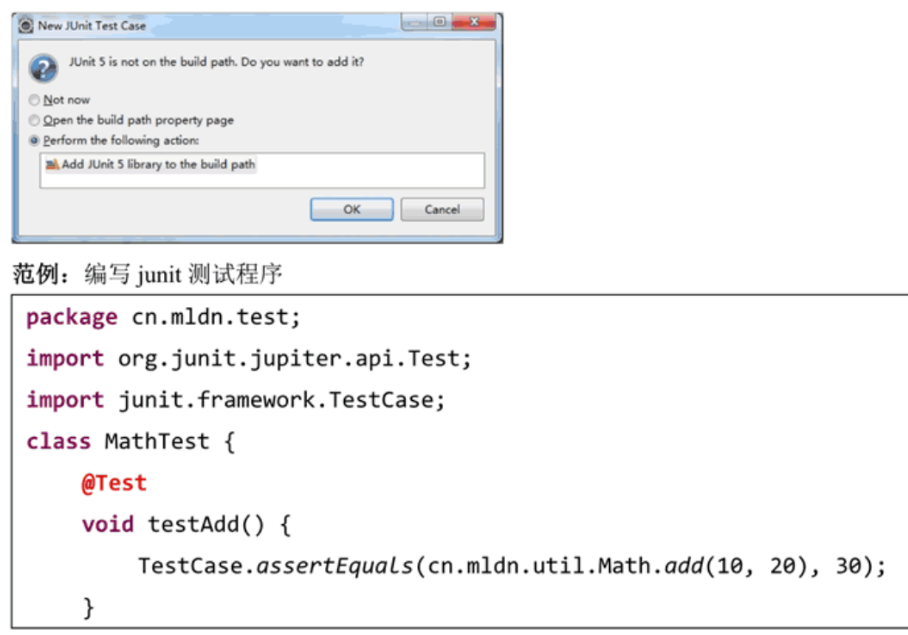 New JUnit Test Case
JUnit 5 is not on the build path. Do you want to add it?
Not now
Open the build path property page
Perform the following action:
Add JUnit 5 library to the build path
OK Cancel
范例：编写 junit 测试程序
package cn.mldn.test;
import org.junit.jupiter.api.Test;
import junit.framework.TestCase;
class MathTest {
@Test
void testAdd() {
TestCase.assertEquals(cn.mldn.util.Math.add(10, 20), 30);
}